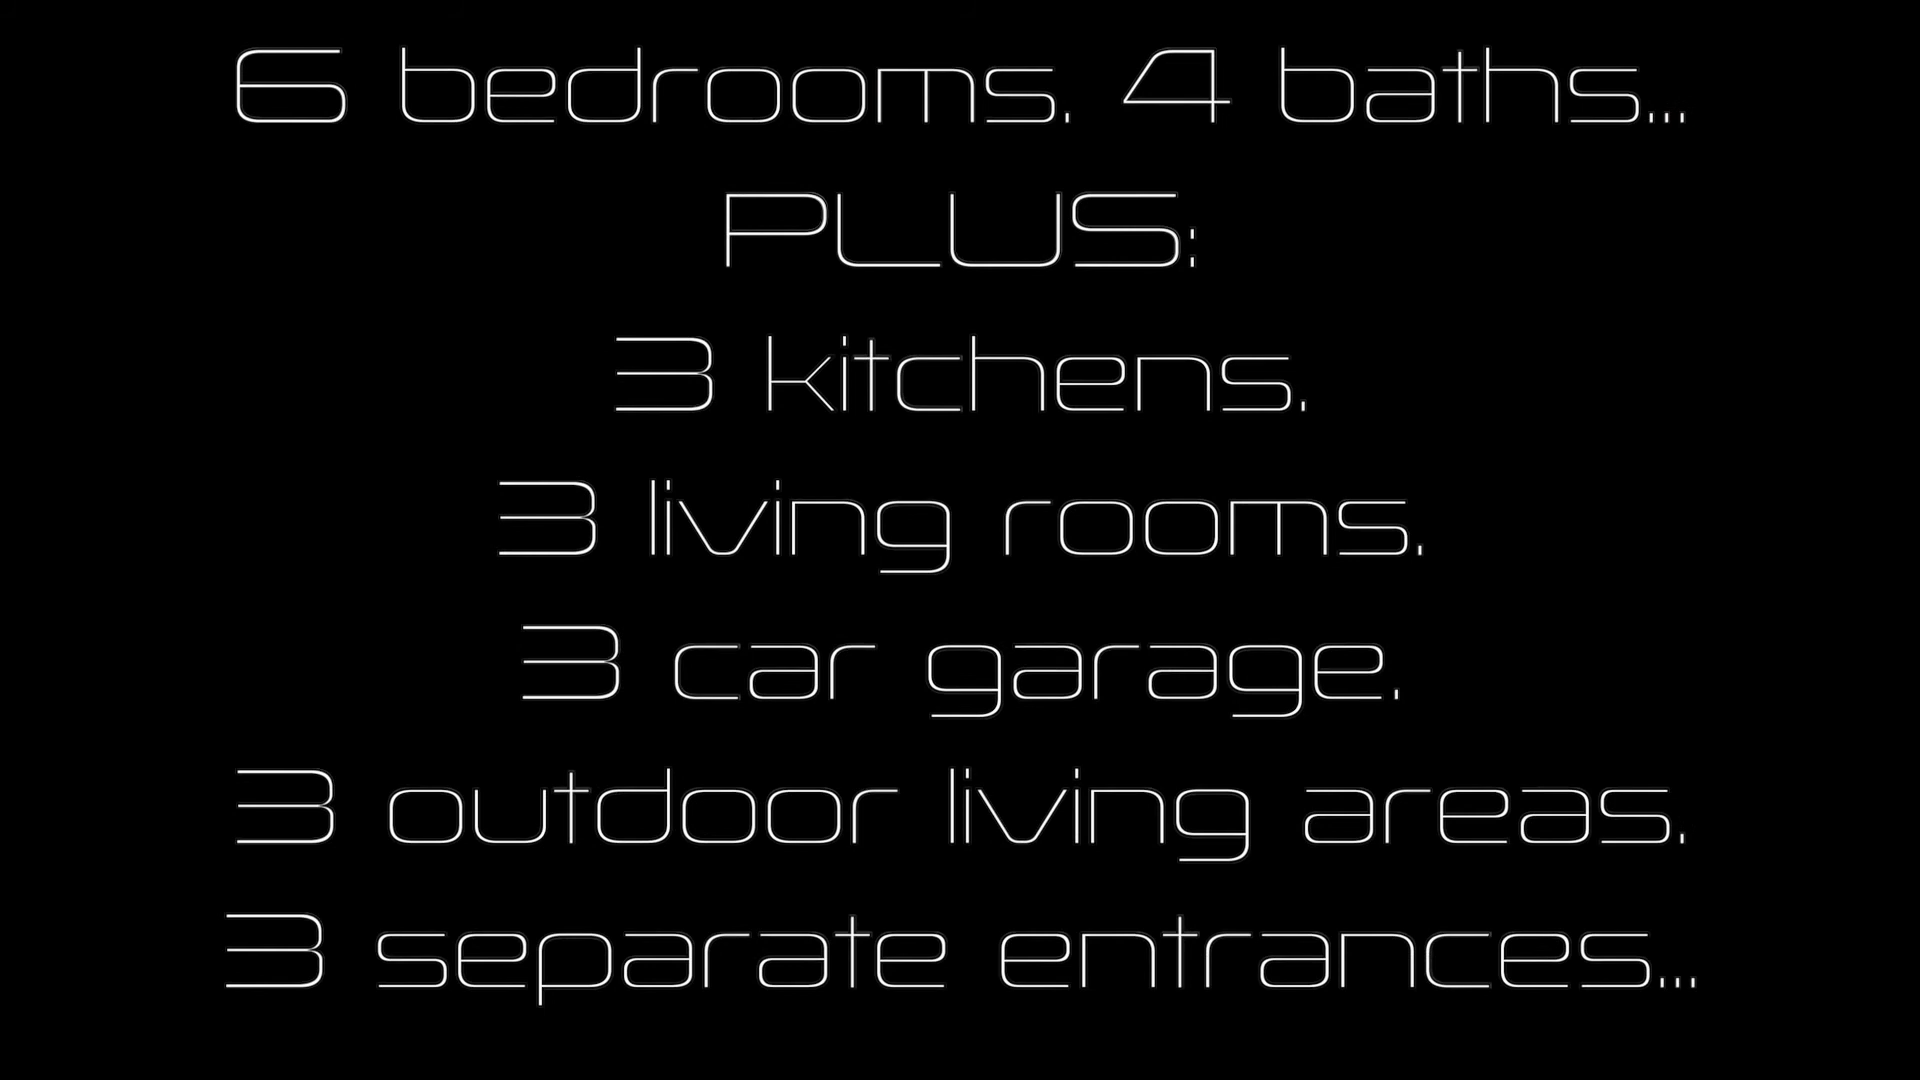 6 bedrooms, 4 baths...
PLUS:
3 kitchens,
3 living rooms,
3 car garage,
3 outdoor living areas,
3 separate entrances...